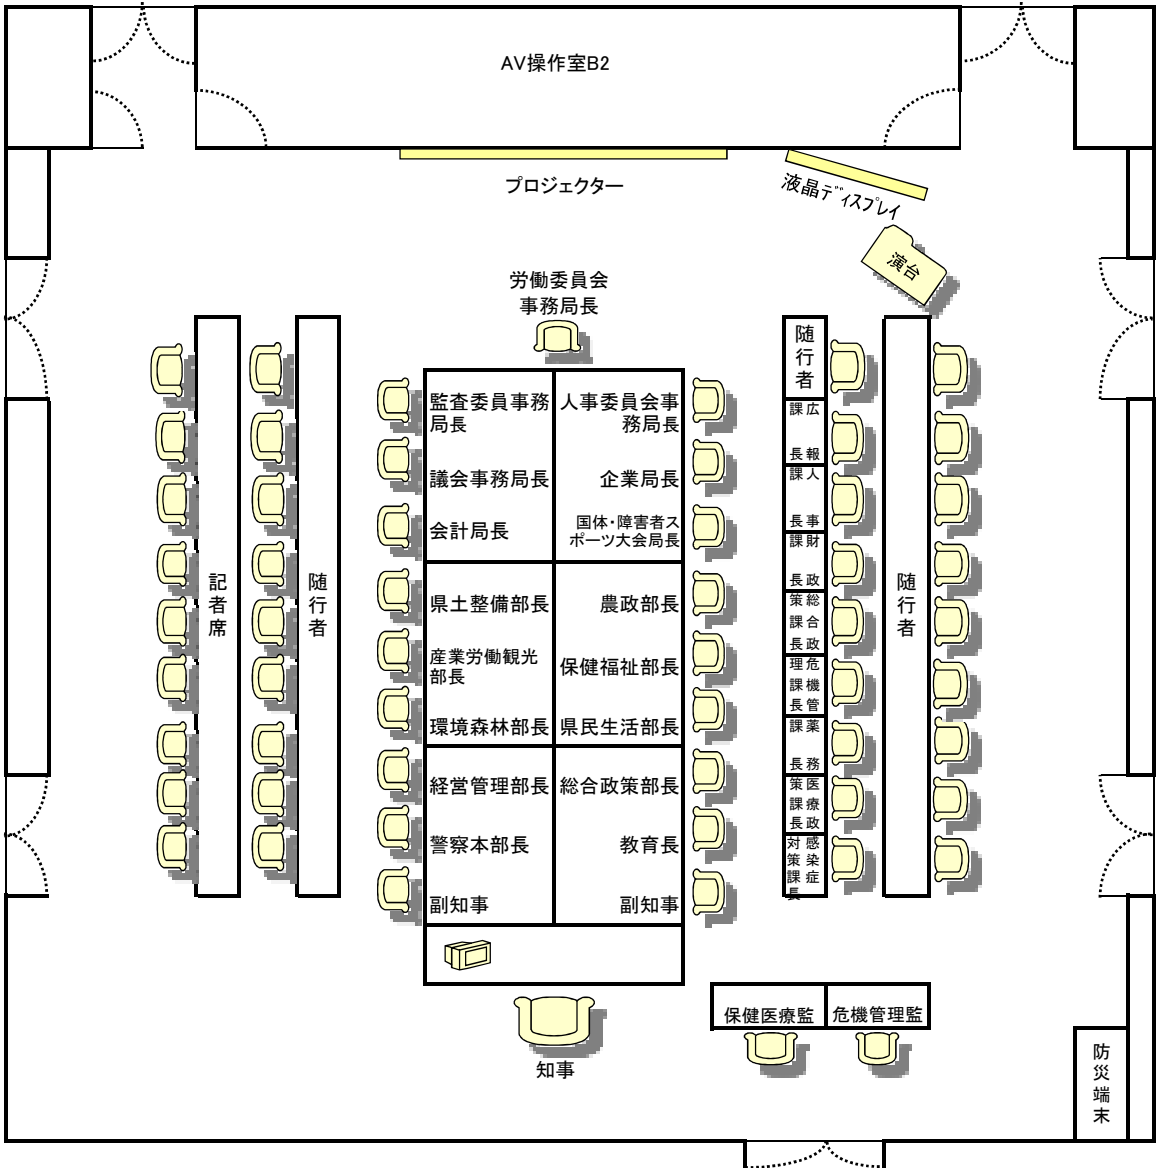 AV操作室B2
プロジェクター
液晶ディスプレイ
演台
労働委員会
事務局長
監査委員事務
局長
人事委員会事
務局長
議会事務局長
企業局長
会計局長
国体・障害者ス
ポーツ大会局長
県土整備部長
農政部長
産業労働観光
部長
保健福祉部長
環境森林部長
県民生活部長
経営管理部長
総合政策部長
警察本部長
教育長
副知事
副知事
知事
記者席
随行者
随行者
広報
課長
人事
課長
財政
課長
総合政
策課長
危機管
理課長
薬務
課長
医療政
策課長
感染症
対策課長
随行者
保健医療監
危機管理監
防災端末